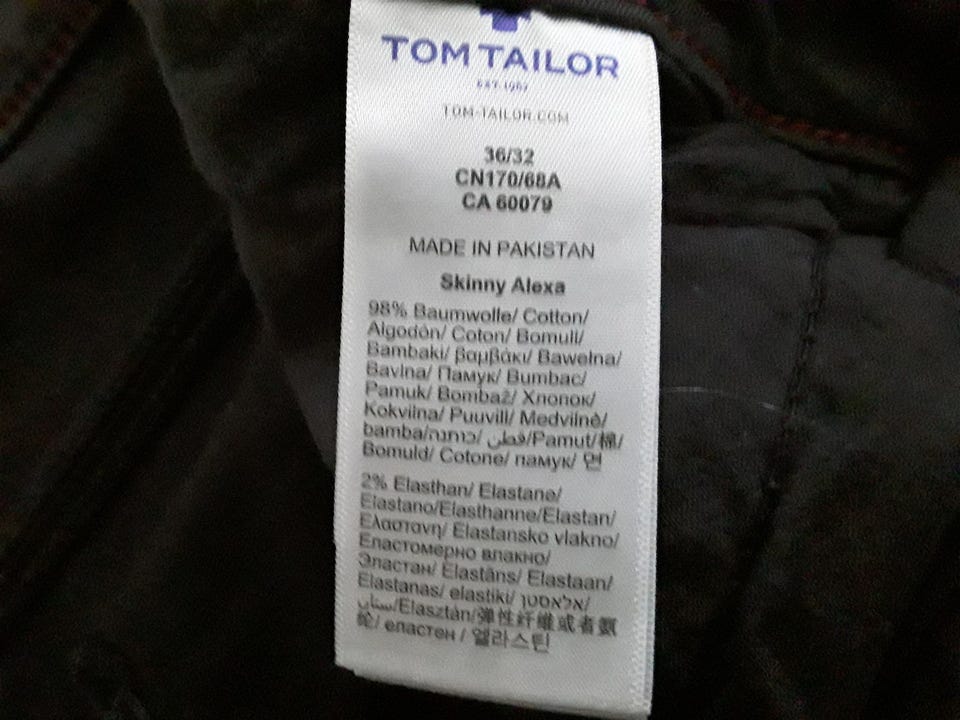 TOM TAILOR
EST. 1962
TOM-TAILOR.COM
36/32
CN170/68A
CA 60079
MADE IN PAKISTAN
Skinny Alexa
98% Baumwolle/ Cotton/
Algodón/ Coton/ Bomull/
Bambaki/ βαμβάκι/ Bawełna/
Bavlna/ Памук/ Bumbac/
Pamuk/ Bombaž/ Хлопок/
Kokvilna/ Puuvill/ Medvilnė/
bamba/כותנה/ قطن/Pamut/棉/
Bomuld/ Cotone/ памук/ 면
2% Elasthan/ Elastane/
Elastano/Elasthanne/Elastan/
Ελαστανη/ Elastansko vlakno/
Еластомерно влакно/
Эластан/ Elastāns/ Elastaan/
Elastanas/ elastiki/ אלאסטן/
/Elasztán/弹性纤维或者氨
纶/ еластен / 엘라스틴